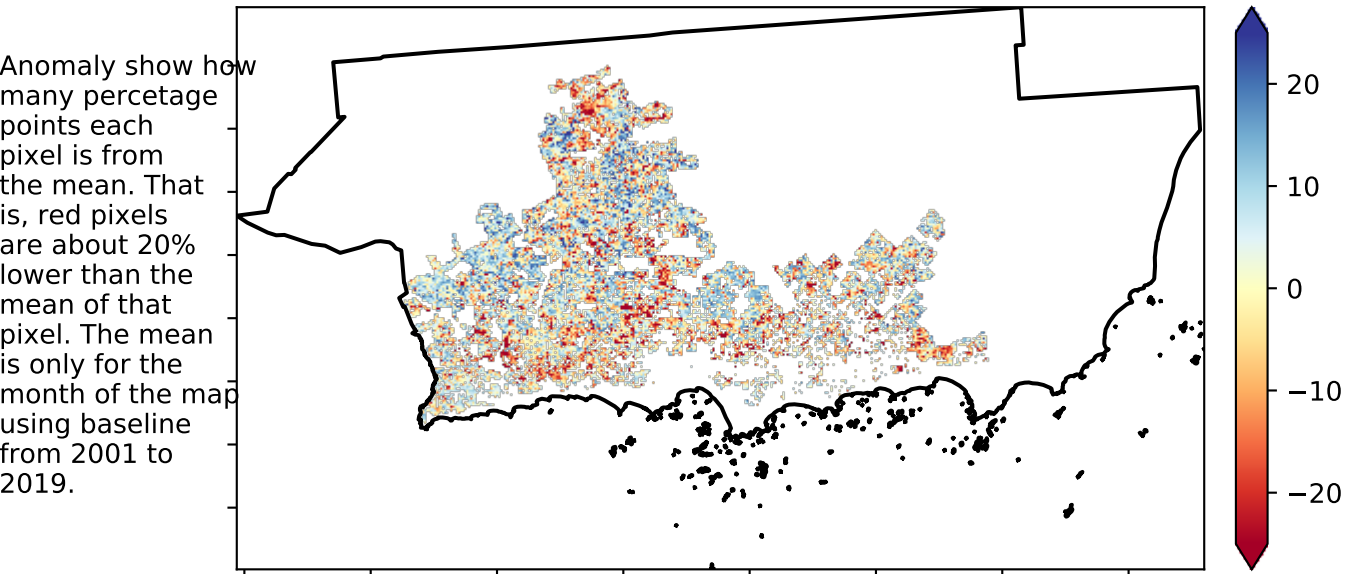 Anomaly show how
many percetage
points each
pixel is from
the mean. That
is, red pixels
are about 20%
lower than the
mean of that
pixel. The mean
is only for the
month of the map
using baseline
from 2001 to
2019.
20
10
0
−10
−20